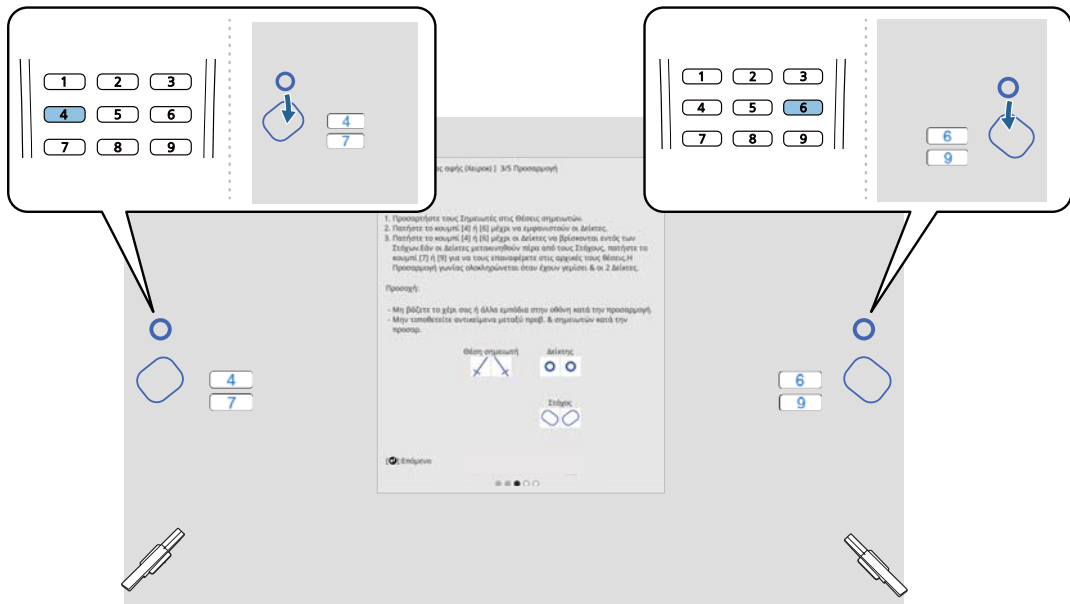 1 2 3
4 5 6
7 8 9
4
7
1 2 3
4 5 6
7 8 9
6
9
ς αφής (Χειροκ) ] 3/5 Προσαρμογή
1. Προσαρτήστε τους Σημειωτές στις Θέσεις σημειωτών.
2. Πατήστε το κουμπί [4] ή [6] μέχρι να εμφανιστούν οι Δείκτες.
3. Πατήστε το κουμπί [4] ή [6] μέχρι οι Δείκτες να βρίσκονται εντός των
Στόχων.Εάν οι Δείκτες μετακινηθούν πέρα από τους Στόχους, πατήστε το
κουμπί [7] ή [9] για να τους επαναφέρετε στις αρχικές τους θέσεις.Η
Προσαρμογή γωνίας ολοκληρώνεται όταν έχουν γεμίσει & οι 2 Δείκτες.
Προσοχή:
- Μη βάζετε το χέρι σας ή άλλα εμπόδια στην οθόνη κατά την προσαρμογή.
- Μην τοποθετείτε αντικείμενα μεταξύ προβ. & σημειωτών κατά την
προσαρ.
Θέση σημειωτή Δείκτης
Στόχος
4
7
6
9
[ ]:Επόμενο